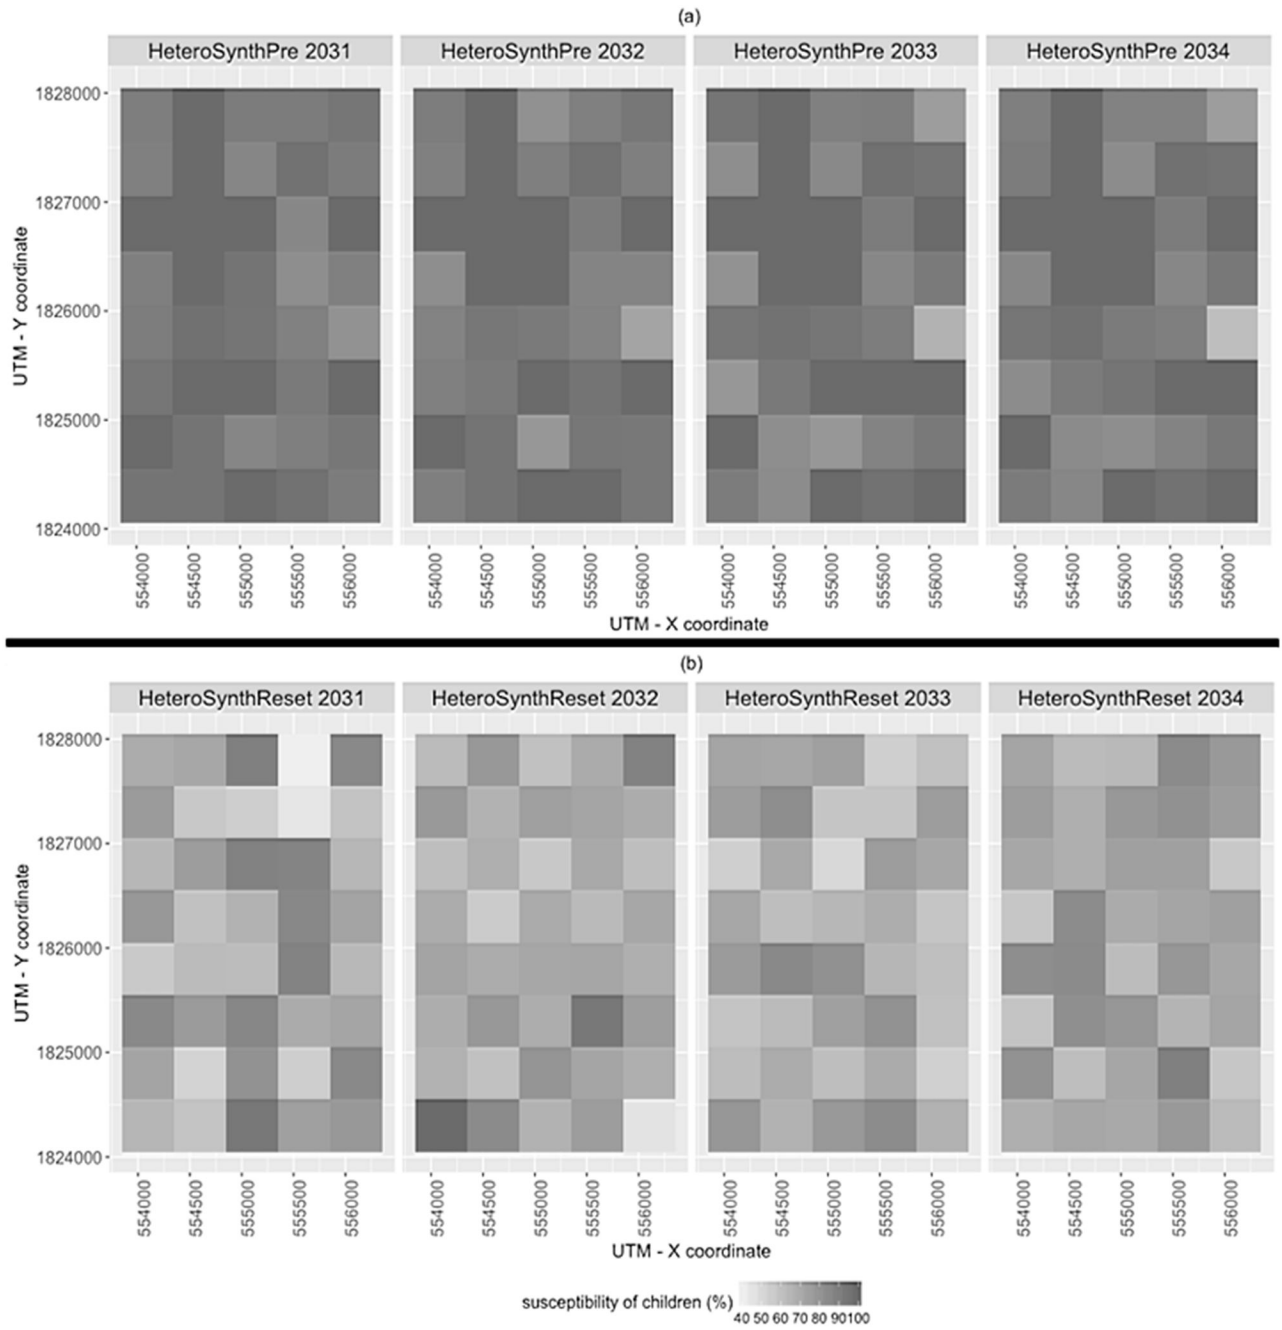 (a)
HeteroSynthPre 2031 HeteroSynthPre 2032 HeteroSynthPre 2033 HeteroSynthPre 2034
1828000
1827000
1826000
1825000
1824000
UTM - Y coordinate
554000 554500 555000 555500 556000 554000 554500 555000 555500 556000 554000 554500 555000 555500 556000 554000 554500 555000 555500 556000
UTM - X coordinate
(b)
HeteroSynthReset 2031 HeteroSynthReset 2032 HeteroSynthReset 2033 HeteroSynthReset 2034
1828000
1827000
1826000
1825000
1824000
UTM - Y coordinate
554000 554500 555000 555500 556000 554000 554500 555000 555500 556000 554000 554500 555000 555500 556000 554000 554500 555000 555500 556000
UTM - X coordinate
susceptibility of children (%)
40 50 60 70 80 90 100